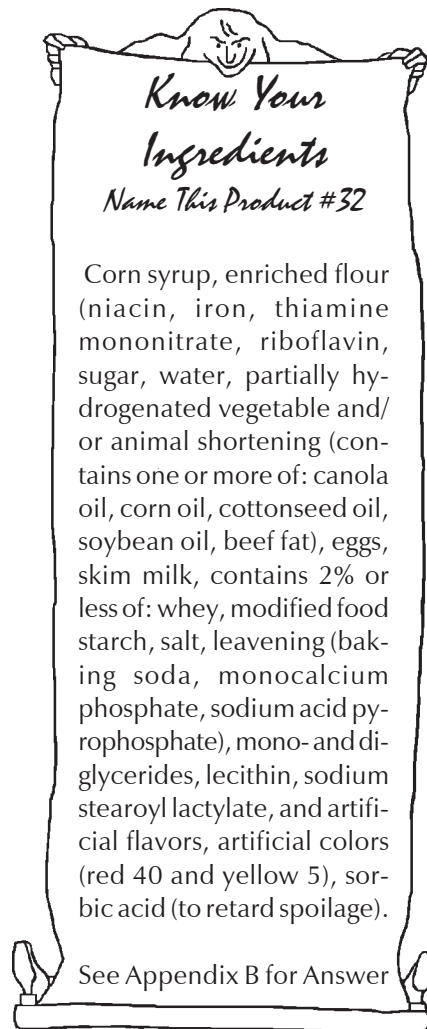 Know Your
Ingredients
Name This Product #32
Corn syrup, enriched flour
(niacin, iron, thiamine
mononitrate, riboflavin,
sugar, water, partially hy-
drogenated vegetable and/
or animal shortening (con-
tains one or more of: canola
oil, corn oil, cottonseed oil,
soybean oil, beef fat), eggs,
skim milk, contains 2% or
less of: whey, modified food
starch, salt, leavening (bak-
ing soda, monocalcium
phosphate, sodium acid py-
rophosphate), mono- and di-
glycerides, lecithin, sodium
stearoyl lactylate, and artifi-
cial flavors, artificial colors
(red 40 and yellow 5), sor-
bic acid (to retard spoilage).
See Appendix B for Answer